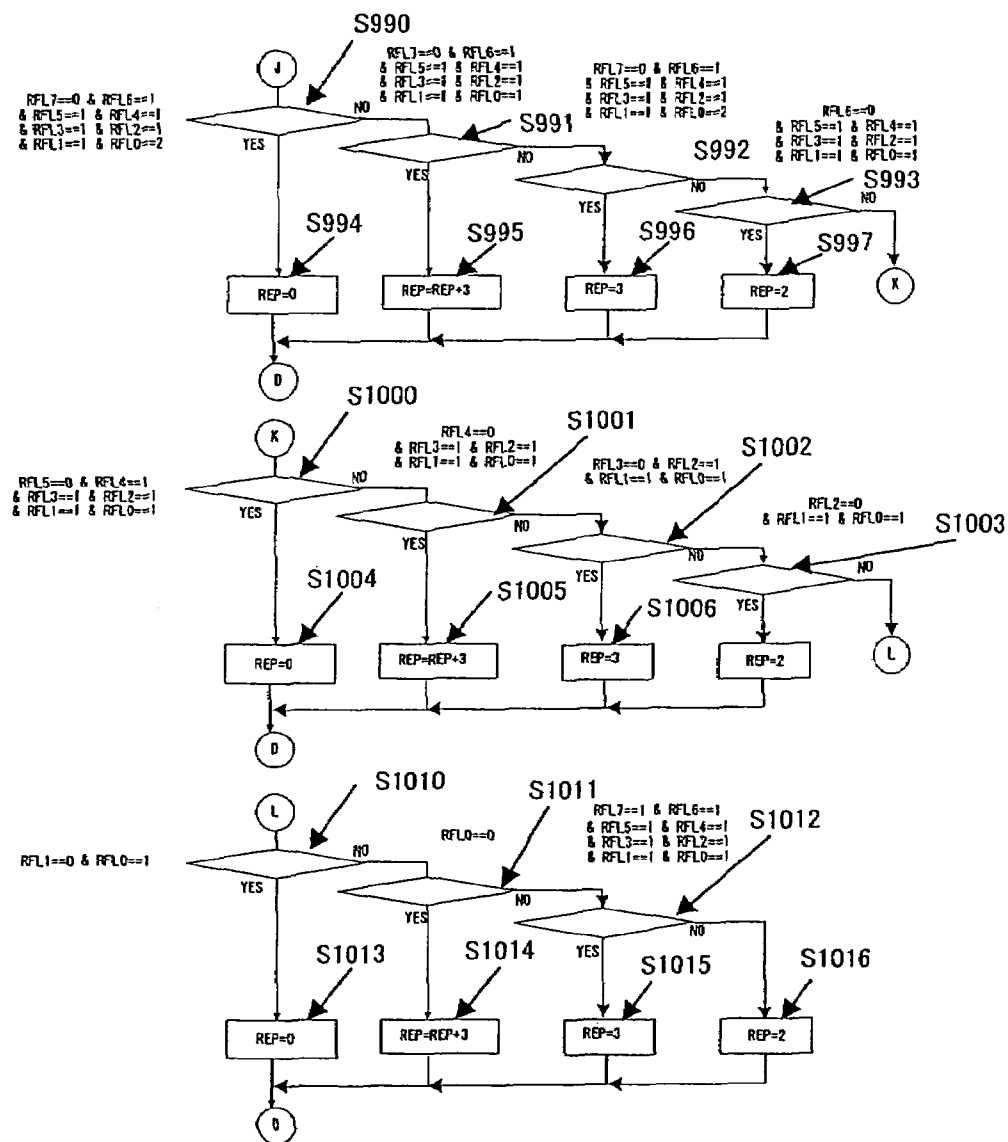 S990
J
RFL7==0 & RFL6==1
& RFL5==1 & RFL4==1
& RFL3==1 & RFL2==1
& RFL1==1 & RFL0==2
NO
YES
RFL7==0 & RFL6==1
& RFL5==1 & RFL4==1
& RFL3==1 & RFL2==1
& RFL1==1 & RFL0==1
S991
NO
YES
RFL7==0 & RFL6==1
& RFL5==1 & RFL4==1
& RFL3==1 & RFL2==1
& RFL1==1 & RFL0==2
S992
NO
YES
RFL6==0
& RFL5==1 & RFL4==1
& RFL3==1 & RFL2==1
& RFL1==1 & RFL0==1
S993
NO
YES
S994
S995
S996
S997
REP=0
REP=REP+3
REP=3
REP=2
K
D
S1000
K
RFL5==0 & RFL4==1
& RFL3==1 & RFL2==1
& RFL1==1 & RFL0==1
NO
YES
RFL4==0
& RFL3==1 & RFL2==1
& RFL1==1 & RFL0==1
S1001
NO
YES
RFL3==0 & RFL2==1
& RFL1==1 & RFL0==1
S1002
NO
YES
RFL2==0
& RFL1==1 & RFL0==1
S1003
NO
YES
S1004
S1005
S1006
REP=0
REP=REP+3
REP=3
REP=2
L
D
S1010
L
RFL1==0 & RFL0==1
NO
YES
RFL0==0
S1011
NO
YES
RFL7==1 & RFL6==1
& RFL5==1 & RFL4==1
& RFL3==1 & RFL2==1
& RFL1==1 & RFL0==1
S1012
NO
YES
S1013
S1014
S1015
S1016
REP=0
REP=REP+3
REP=3
REP=2
D